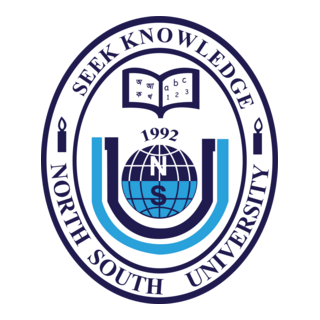 SEEK KNOWLEDGE
অ আ a b c
ক খ 1 2 3
1992
N
S
NORTH SOUTH UNIVERSITY